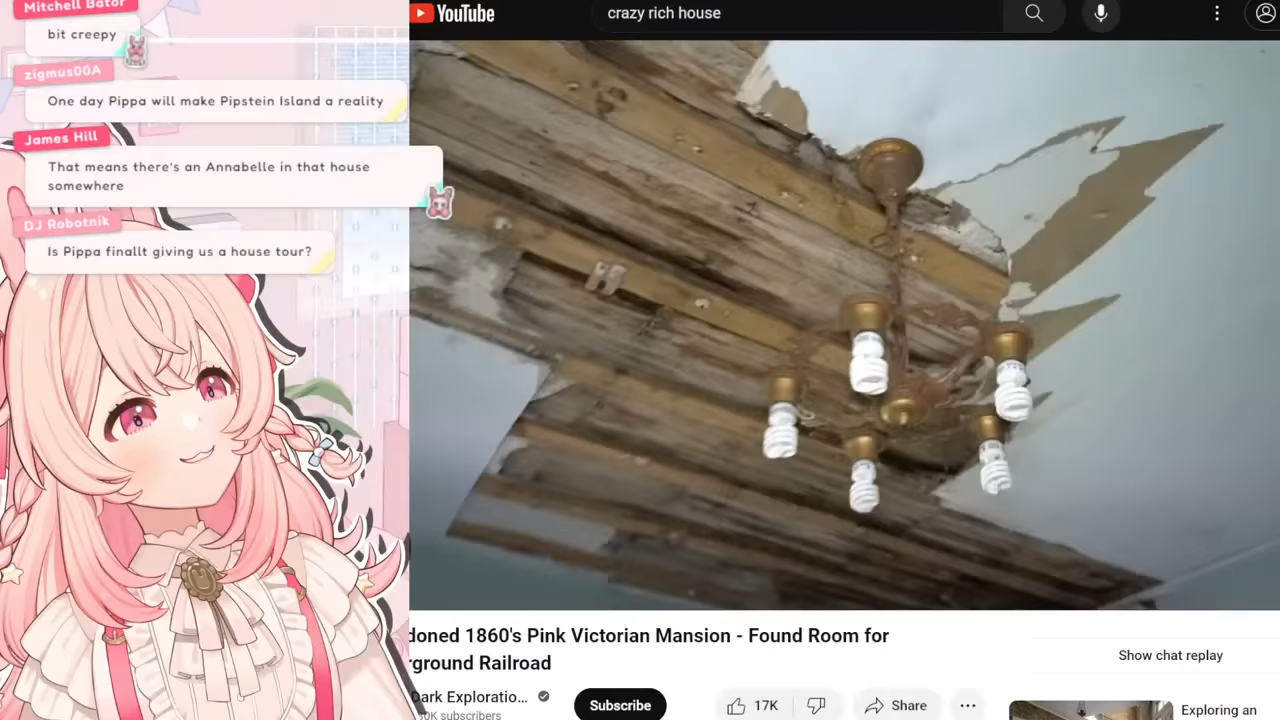 Mitchell Bator
bit creepy
zigmus00A
One day Pippa will make Pipstein Island a reality
James Hill
That means there's an Annabelle in that house
somewhere
DJ Robotnik
Is Pippa finallt giving us a house tour?
YouTube
crazy rich house
doned 1860's Pink Victorian Mansion - Found Room for
rground Railroad
Dark Exploratio...
0K subscribers
Subscribe
17K
Share
Show chat replay
Exploring an